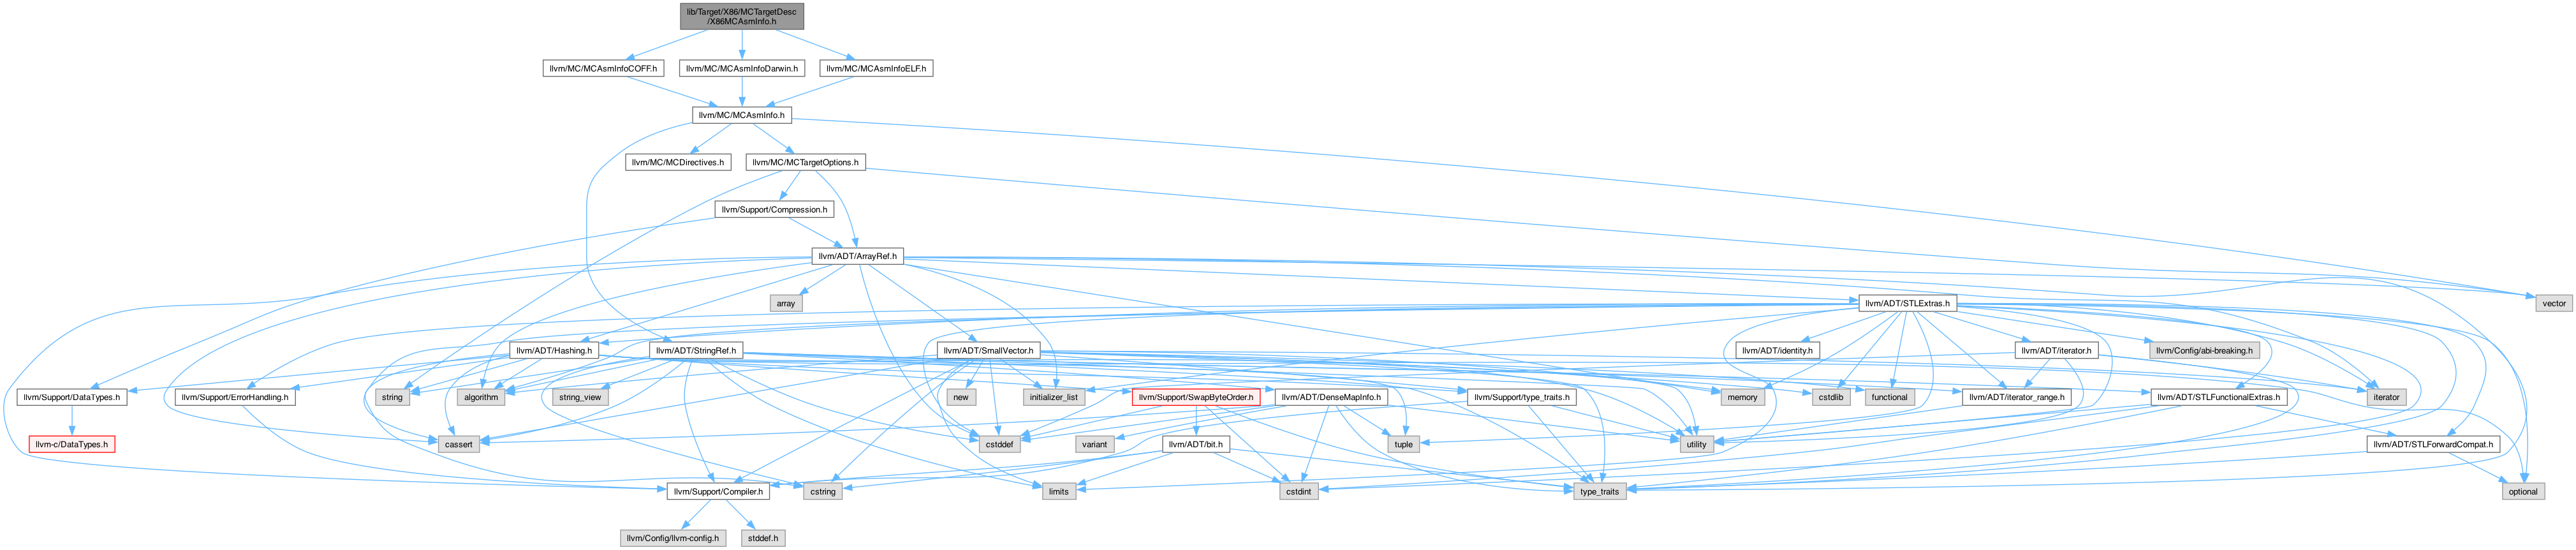 lib/Target/X86/MCTargetDesc
/X86MCAsmInfo.h
llvm/MC/MCAsmInfoCOFF.h
llvm/MC/MCAsmInfoDarwin.h
llvm/MC/MCAsmInfoELF.h
llvm/MC/MCAsmInfo.h
llvm/MC/MCDirectives.h
llvm/MC/MCTargetOptions.h
llvm/Support/Compression.h
llvm/ADT/ArrayRef.h
array
llvm/ADT/STLExtras.h
vector
llvm/ADT/Hashing.h
llvm/ADT/StringRef.h
llvm/ADT/SmallVector.h
llvm/ADT/identity.h
llvm/ADT/iterator.h
llvm/Config/abi-breaking.h
llvm/Support/DataTypes.h
llvm/Support/ErrorHandling.h
string
algorithm
string_view
new
initializer_list
llvm/Support/SwapByteOrder.h
llvm/ADT/DenseMapInfo.h
llvm/Support/type_traits.h
memory
cstdlib
functional
llvm/ADT/iterator_range.h
llvm/ADT/STLFunctionalExtras.h
iterator
llvm-c/DataTypes.h
cassert
cstddef
variant
llvm/ADT/bit.h
tuple
utility
llvm/ADT/STLForwardCompat.h
llvm/Support/Compiler.h
cstring
limits
cstdint
type_traits
optional
llvm/Config/llvm-config.h
stddef.h